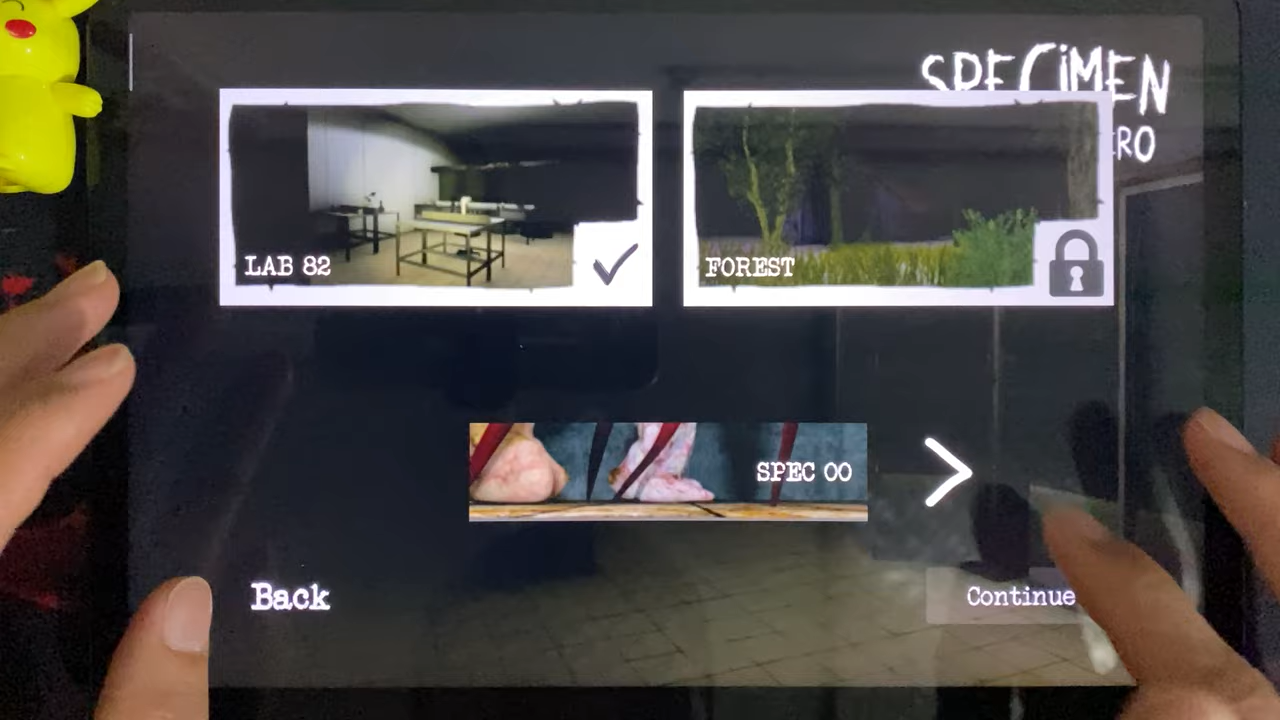 SPECIMEN
RO
LAB 82
FOREST
SPEC 00
Back
Continue